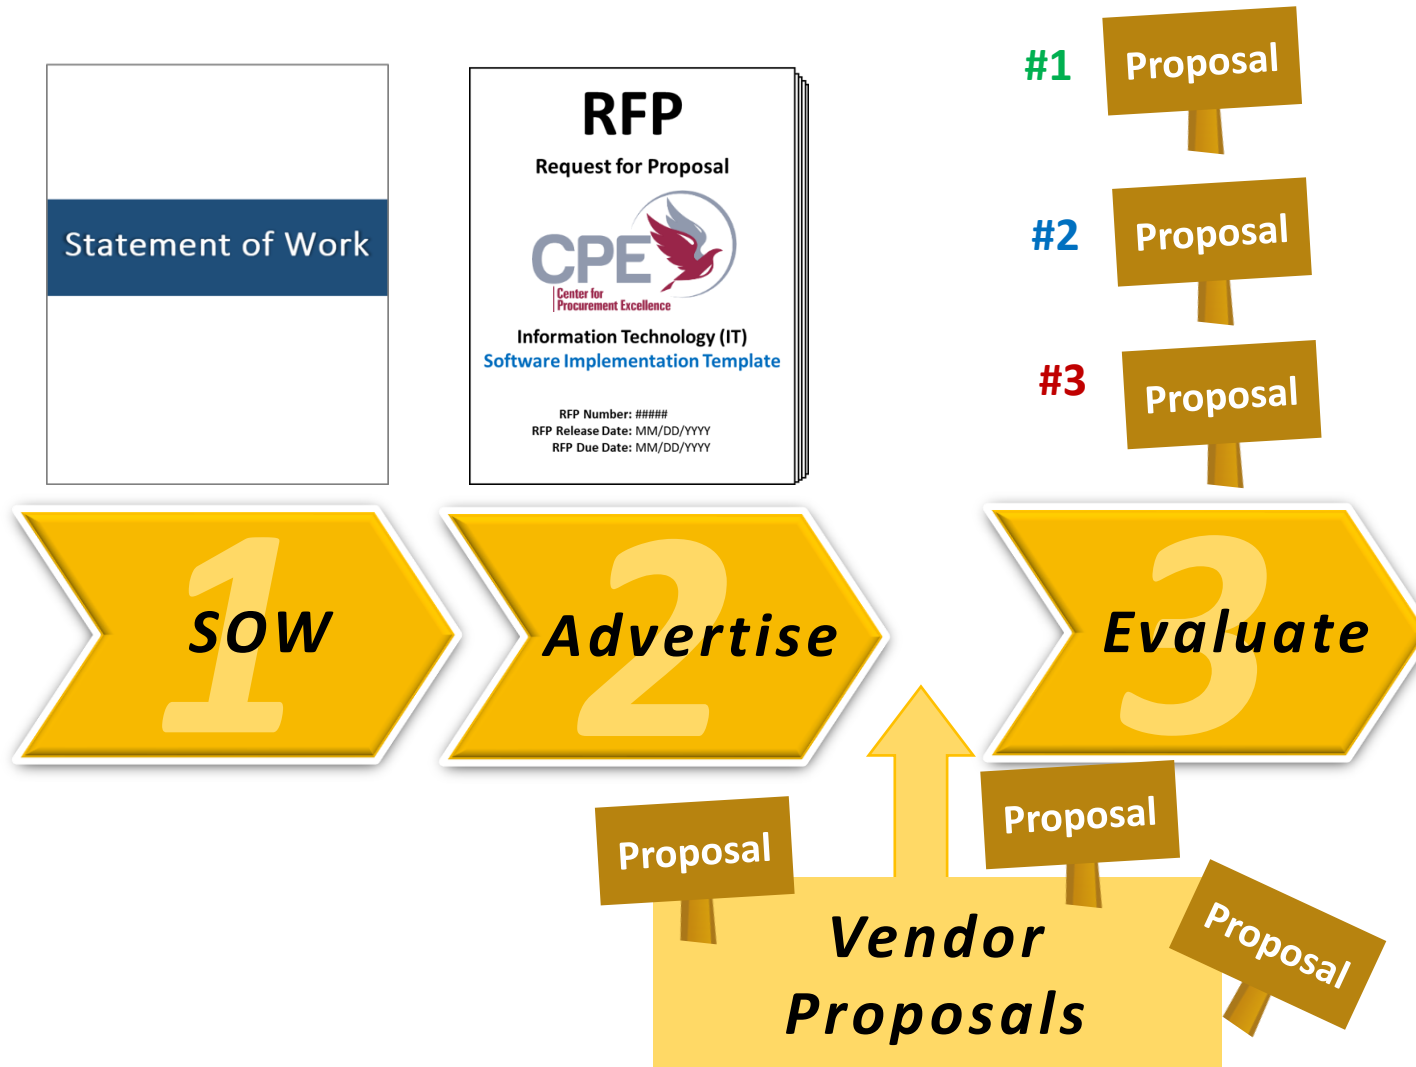 Statement of Work
RFP
Request for Proposal
CPE
Center for
Procurement Excellence
Information Technology (IT)
Software Implementation Template
RFP Number: #####
RFP Release Date: MM/DD/YYYY
RFP Due Date: MM/DD/YYYY
#1
Proposal
#2
Proposal
#3
Proposal
1
SOW
2
Advertise
3
Evaluate
Proposal
Proposal
Proposal
Vendor
Proposals